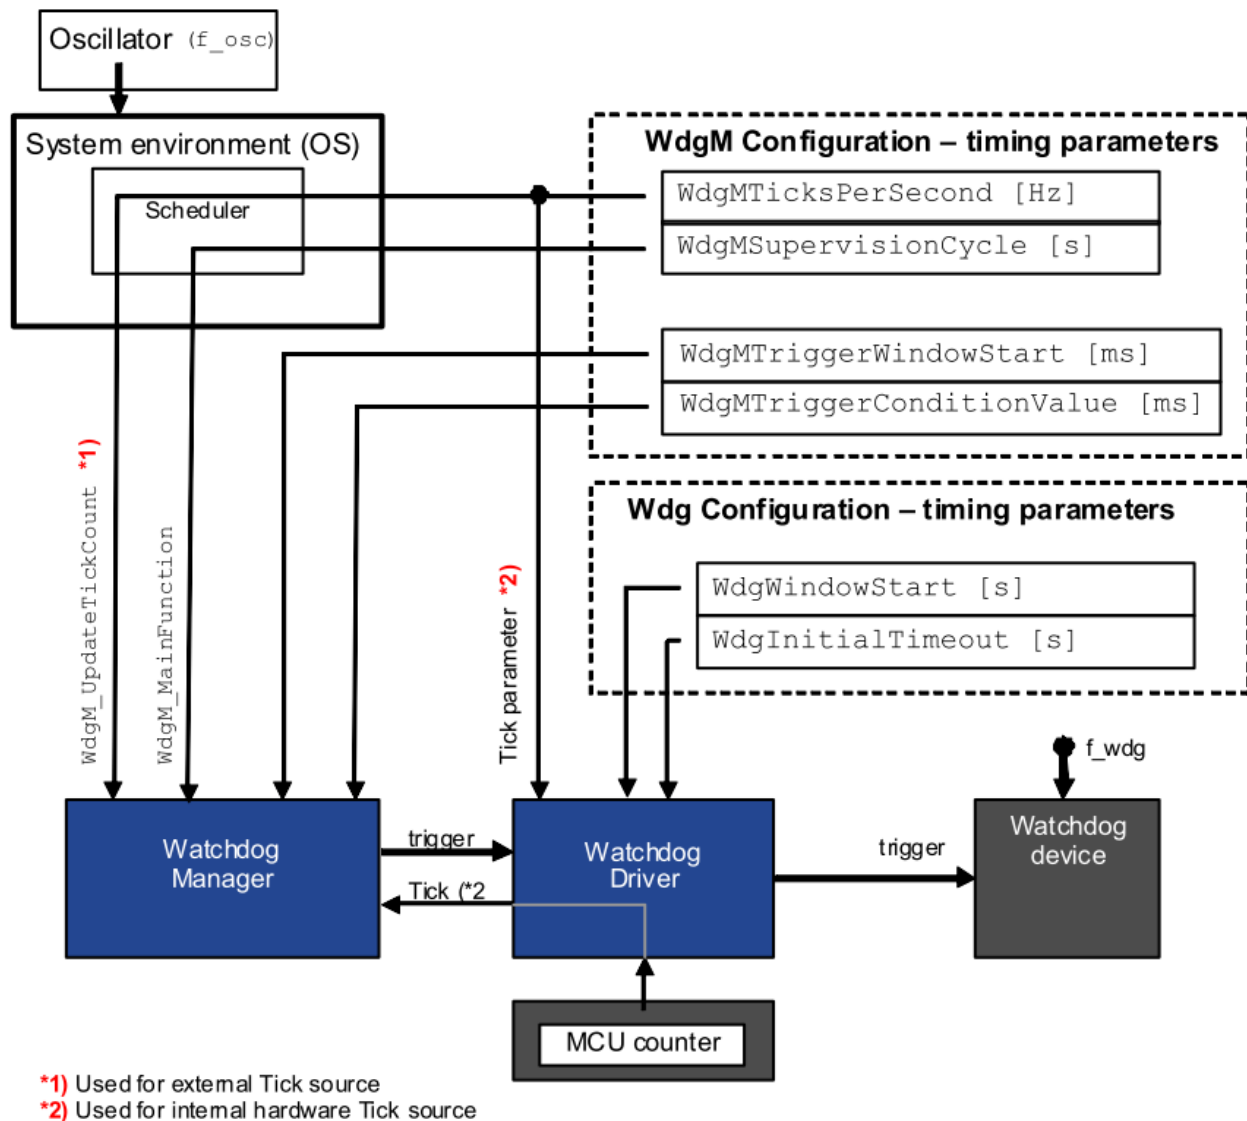 Oscillator (f_osc)
System environment (OS)
Scheduler
WdgM Configuration – timing parameters
WdgMTicksPerSecond [Hz]
WdgMSupervisionCycle [s]
WdgMTriggerWindowStart [ms]
WdgMTriggerConditionValue [ms]
Wdg Configuration – timing parameters
WdgWindowStart [s]
WdgInitialTimeout [s]
WdgM_UpdateTickCount *1)
WdgM_MainFunction
Tick parameter *2)
f_wdg
Watchdog
Manager
trigger
Tick (*2
Watchdog
Driver
trigger
Watchdog
device
MCU counter
*1) Used for external Tick source
*2) Used for internal hardware Tick source